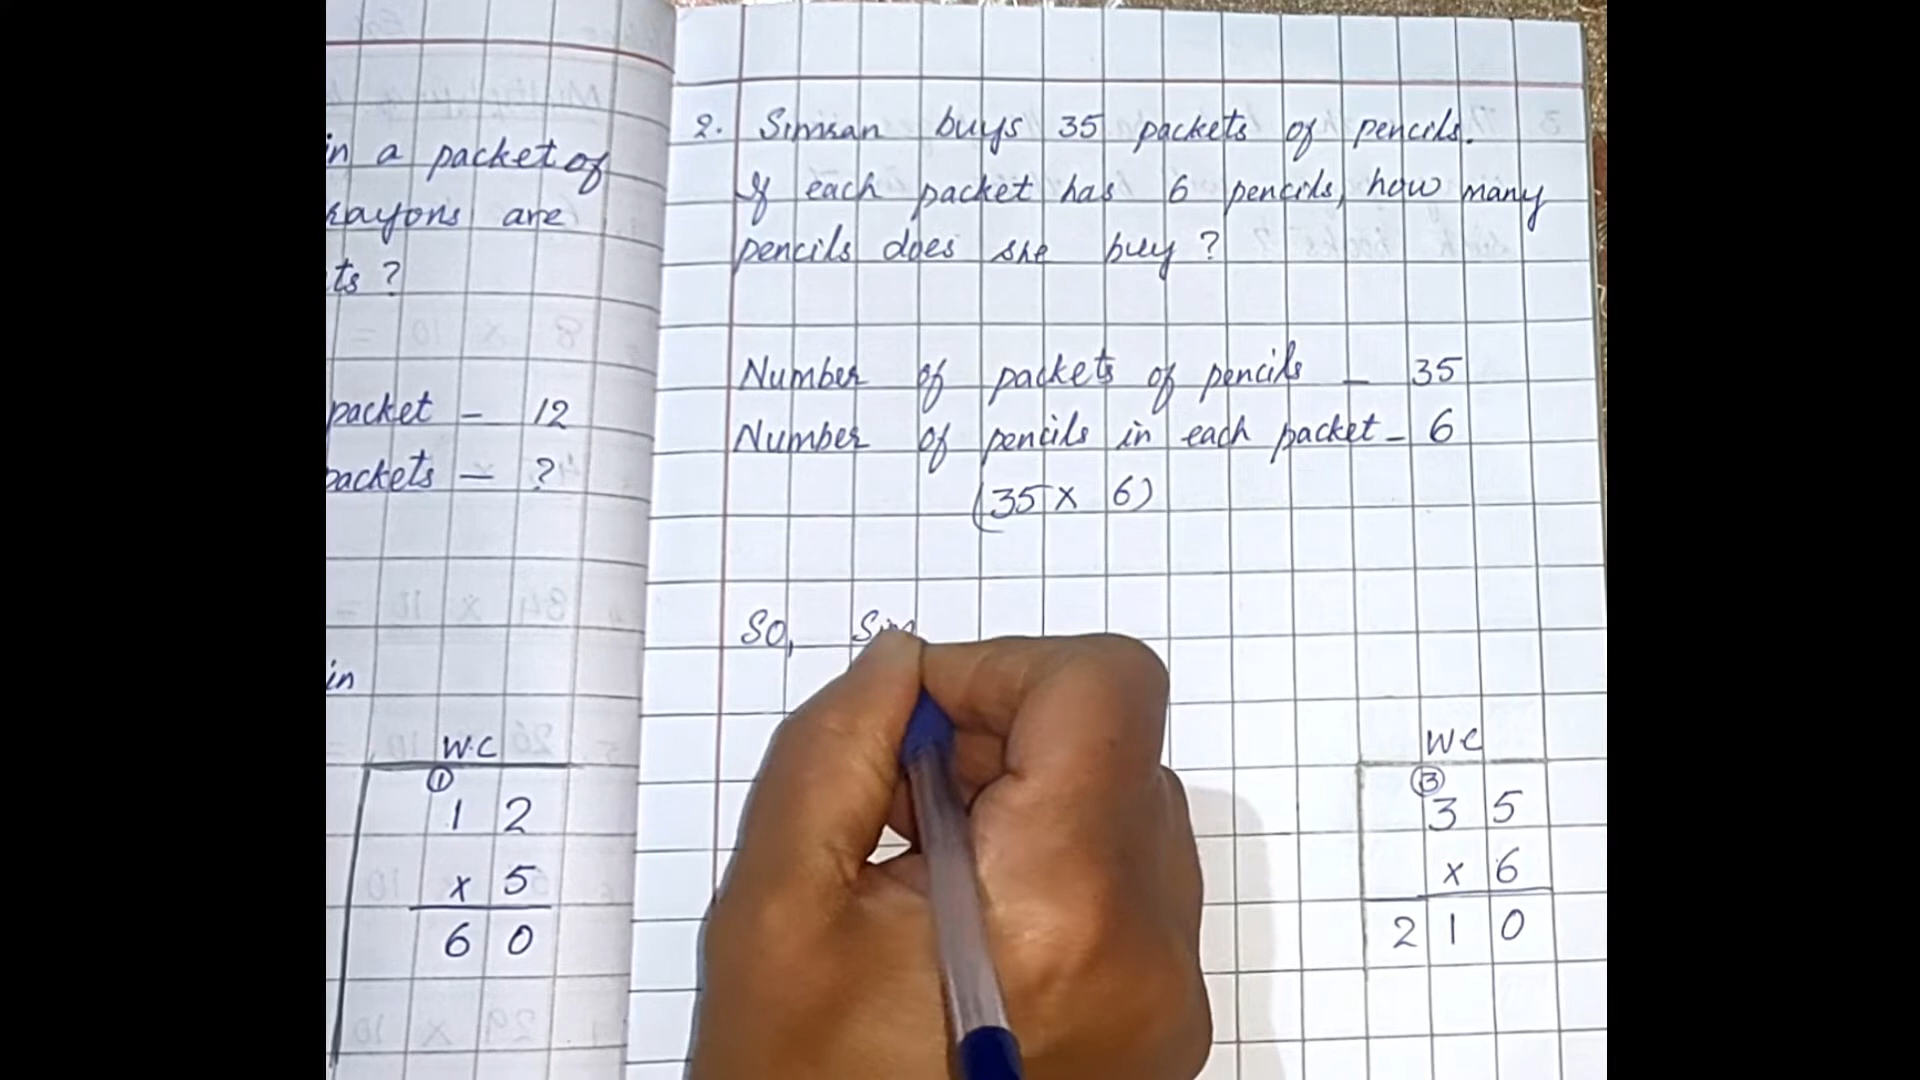 in a packet of
rayons are
ts ?
packet - 12
packets - ?
in
W.C
1
1 2
x 5
6 0
2. Simran buys 35 packets of pencils.
If each packet has 6 pencils, how many
pencils does she buy ?
Number of packets of pencils - 35
Number of pencils in each packet - 6
(35 x 6)
So, Sim
W C
3
3 5
x 6
2 1 0